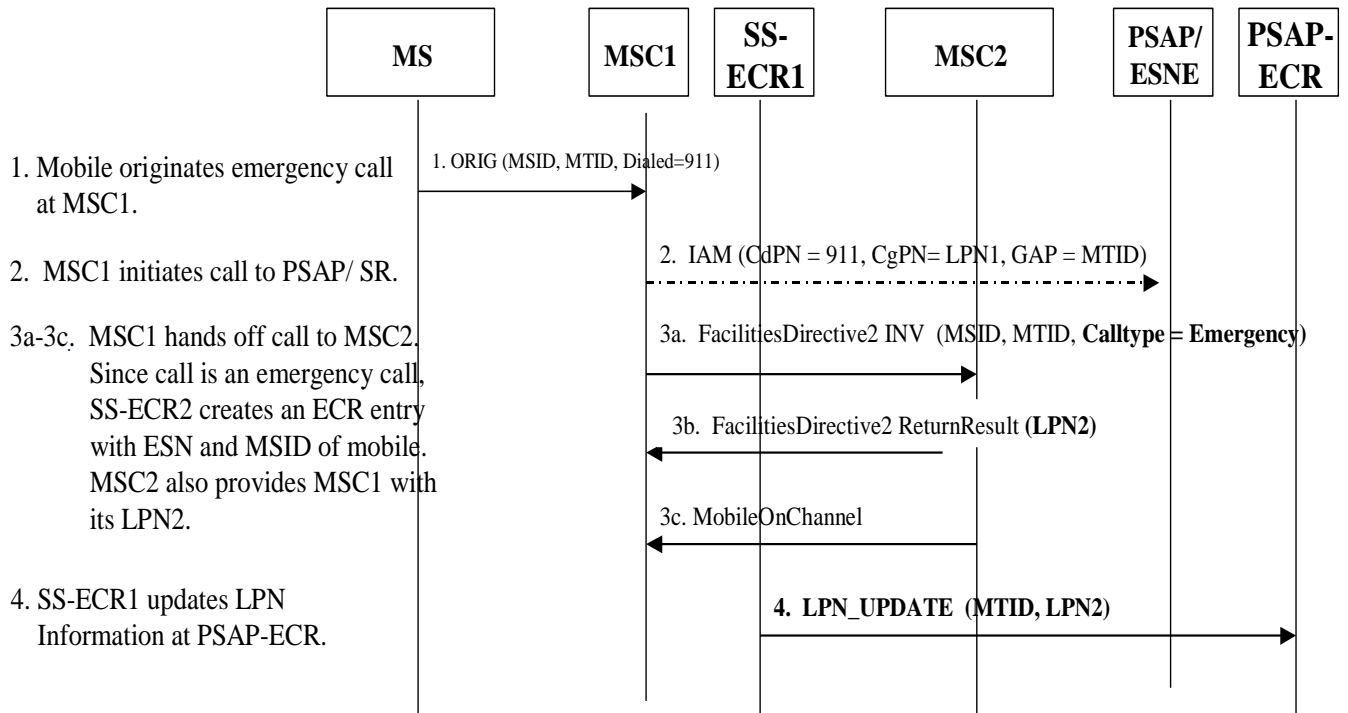 MS
MSC1
SS-
ECR1
MSC2
PSAP/
ESNE
PSAP-
ECR
1. Mobile originates emergency call
at MSC1.
1. ORIG (MSID, MTID, Dialed=911)
2. MSC1 initiates call to PSAP/ SR.
2. IAM (CdPN = 911, CgPN= LPN1, GAP = MTID)
3a-3c. MSC1 hands off call to MSC2.
Since call is an emergency call,
SS-ECR2 creates an ECR entry
with ESN and MSID of mobile.
MSC2 also provides MSC1 with
its LPN2.
3a. FacilitiesDirective2 INV (MSID, MTID, Calltype = Emergency)
3b. FacilitiesDirective2 ReturnResult (LPN2)
3c. MobileOnChannel
4. SS-ECR1 updates LPN
Information at PSAP-ECR.
4. LPN_UPDATE (MTID, LPN2)